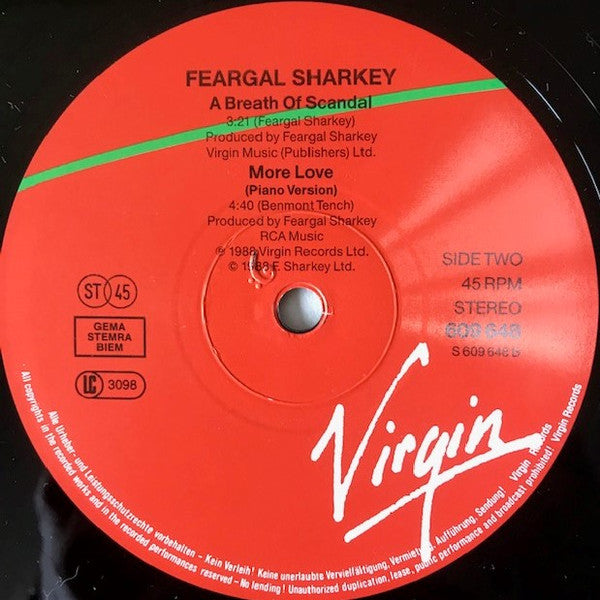 FEARGAL SHARKEY
A Breath Of Scandal
3:21 (Feargal Sharkey)
Produced by Feargal Sharkey
Virgin Music (Publishers) Ltd.
More Love
(Piano Version)
4:40 (Benmont Tench)
Produced by Feargal Sharkey
RCA Music
℗ 1988 Virgin Records Ltd.
© 1988 F. Sharkey Ltd.
SIDE TWO
45 RPM
STEREO
609 648
S 609 648 B
ST 45
GEMA
STEMRA
BIEM
LC 3098
Virgin
Alle Urheber- und Leistungsschutzrechte vorbehalten – Kein Verleih! Keine unerlaubte Vervielfältigung, Vermietung, Aufführung, Sendung! Virgin Records
All copyrights in the recorded works and in the recorded performances reserved – No lending! Unauthorized duplication, lease, public performance and broadcast prohibited! Virgin Records